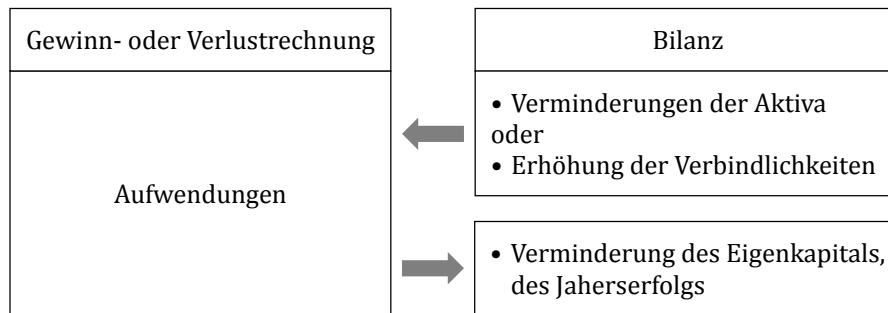 Gewinn- oder Verlustrechnung
Aufwendungen
Bilanz
• Verminderungen der Aktiva
oder
• Erhöhung der Verbindlichkeiten
• Verminderung des Eigenkapitals,
des Jaherserfolgs